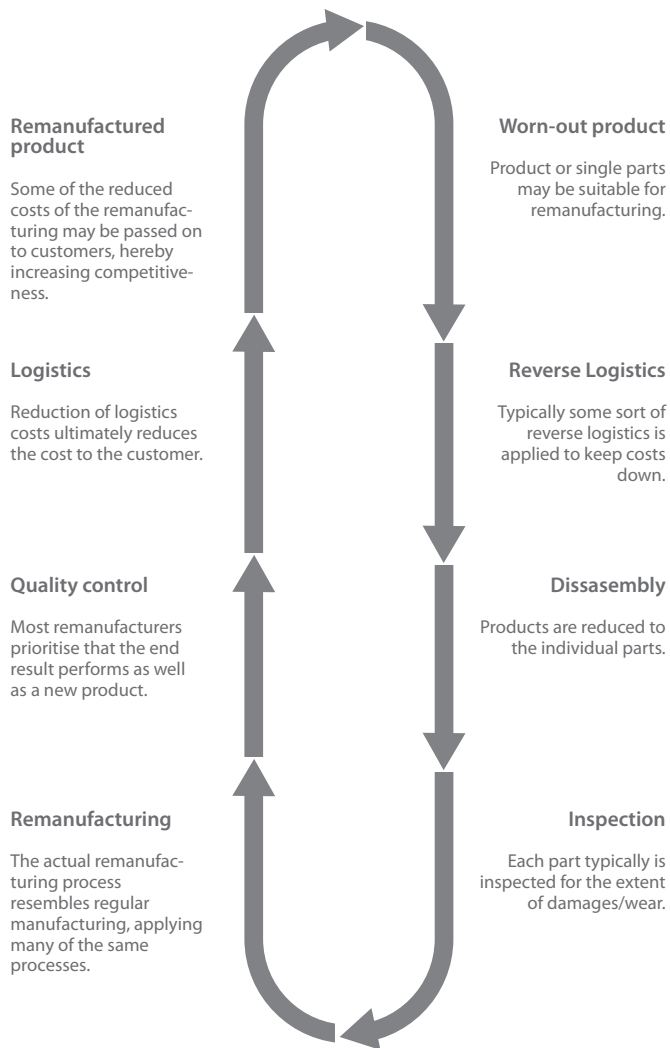 Remanufactured
product
Some of the reduced
costs of the remanufac-
turing may be passed on
to customers, hereby
increasing competitive-
ness.
Worn-out product
Product or single parts
may be suitable for
remanufacturing.
Logistics
Reduction of logistics
costs ultimately reduces
the cost to the customer.
Reverse Logistics
Typically some sort of
reverse logistics is
applied to keep costs
down.
Quality control
Most remanufacturers
prioritise that the end
result performs as well
as a new product.
Dissasembly
Products are reduced to
the individual parts.
Remanufacturing
The actual remanufac-
turing process
resembles regular
manufacturing, applying
many of the same
processes.
Inspection
Each part typically is
inspected for the extent
of damages/wear.